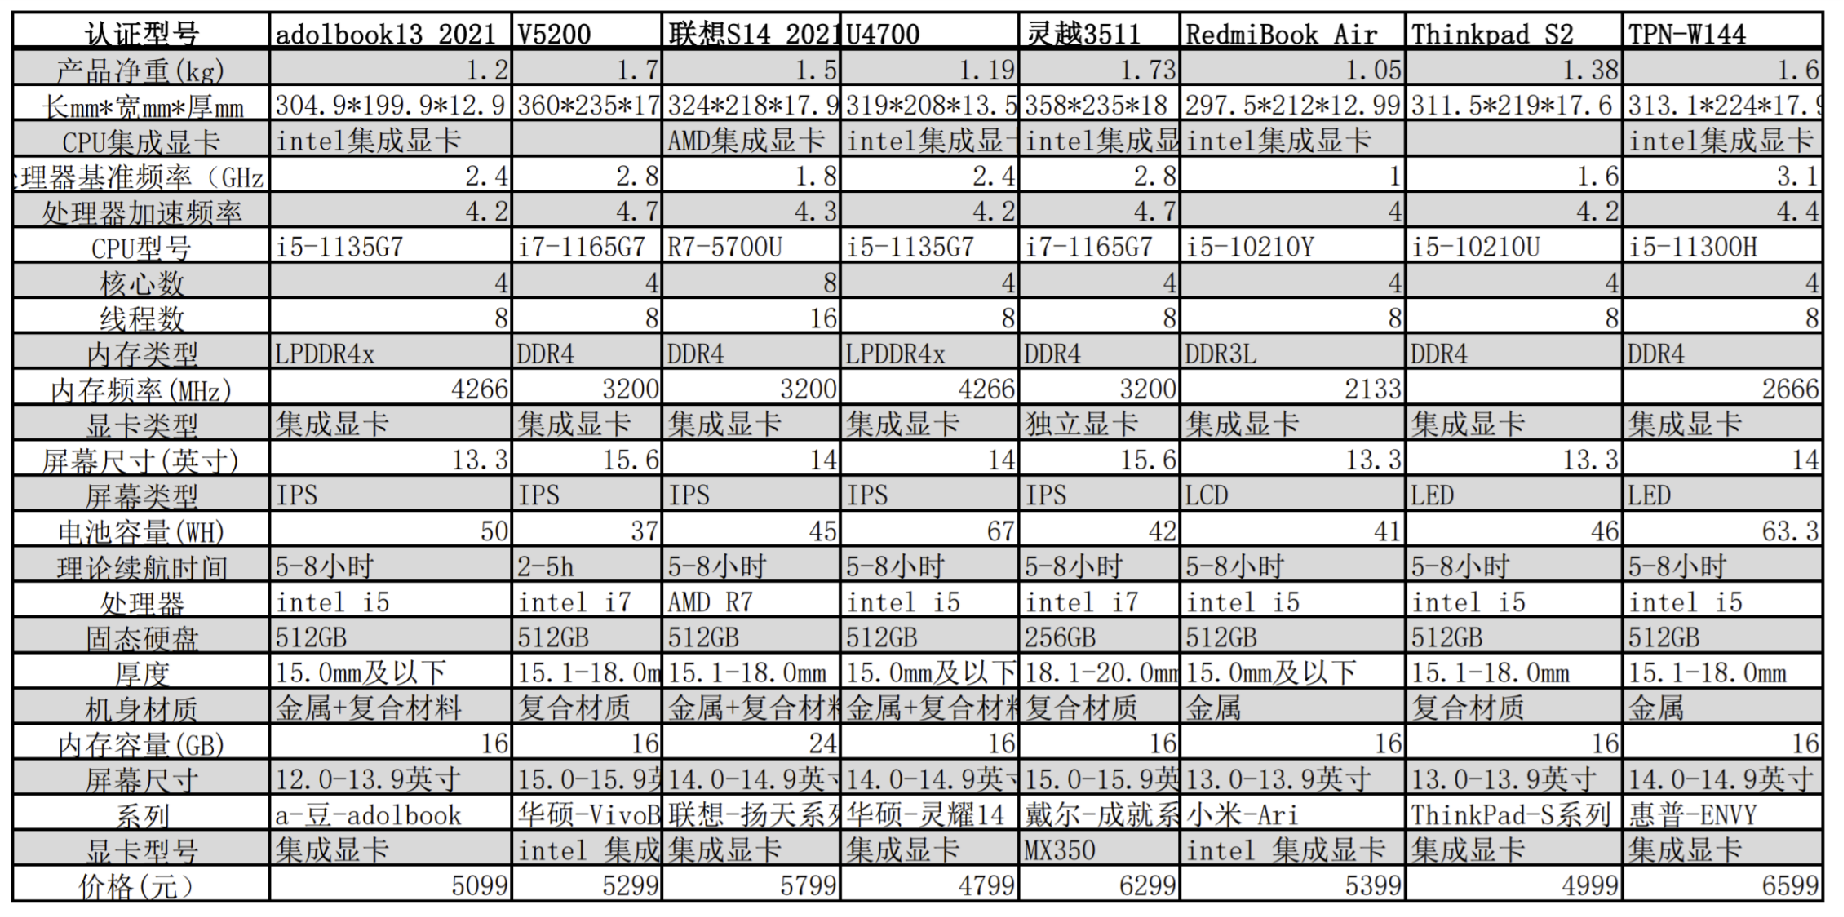 认证型号 adolbook13 2021 V5200 联想S14 2021 U4700 灵越3511 RedmiBook Air Thinkpad S2 TPN-W144
产品净重(kg) 1.2 1.7 1.5 1.19 1.73 1.05 1.38 1.6
长mm*宽mm*厚mm 304.9*199.9*12.9 360*235*17 324*218*17.9 319*208*13.5 358*235*18 297.5*212*12.99 311.5*219*17.6 313.1*224*17.9
CPU集成显卡 intel集成显卡 AMD集成显卡 intel集成显 intel集成显 intel集成显卡 intel集成显卡
理器基准频率（GHz 2.4 2.8 1.8 2.4 2.8 1 1.6 3.1
处理器加速频率 4.2 4.7 4.3 4.2 4.7 4 4.2 4.4
CPU型号 i5-1135G7 i7-1165G7 R7-5700U i5-1135G7 i7-1165G7 i5-10210Y i5-10210U i5-11300H
核心数 4 4 8 4 4 4 4 4
线程数 8 8 16 8 8 8 8 8
内存类型 LPDDR4x DDR4 DDR4 LPDDR4x DDR4 DDR3L DDR4 DDR4
内存频率(MHz) 4266 3200 3200 4266 3200 2133 2666
显卡类型 集成显卡 集成显卡 集成显卡 集成显卡 独立显卡 集成显卡 集成显卡 集成显卡
屏幕尺寸(英寸) 13.3 15.6 14 14 15.6 13.3 13.3 14
屏幕类型 IPS IPS IPS IPS IPS LCD LED LED
电池容量(WH) 50 37 45 67 42 41 46 63.3
理论续航时间 5-8小时 2-5h 5-8小时 5-8小时 5-8小时 5-8小时 5-8小时 5-8小时
处理器 intel i5 intel i7 AMD R7 intel i5 intel i7 intel i5 intel i5 intel i5
固态硬盘 512GB 512GB 512GB 512GB 256GB 512GB 512GB 512GB
厚度 15.0mm及以下 15.1-18.0m 15.1-18.0mm 15.0mm及以下 18.1-20.0mm 15.0mm及以下 15.1-18.0mm 15.1-18.0mm
机身材质 金属+复合材料 复合材质 金属+复合材料 金属+复合材料 复合材质 金属 复合材质 金属
内存容量(GB) 16 16 24 16 16 16 16 16
屏幕尺寸 12.0-13.9英寸 15.0-15.9英 14.0-14.9英寸 14.0-14.9英寸 15.0-15.9英 13.0-13.9英寸 13.0-13.9英寸 14.0-14.9英寸
系列 a-豆-adolbook 华硕-VivoB 联想-扬天系列 华硕-灵耀14 戴尔-成就系 小米-Ari ThinkPad-S系列 惠普-ENVY
显卡型号 集成显卡 intel 集成 集成显卡 集成显卡 MX350 intel 集成显卡 集成显卡 集成显卡
价格(元） 5099 5299 5799 4799 6299 5399 4999 6599